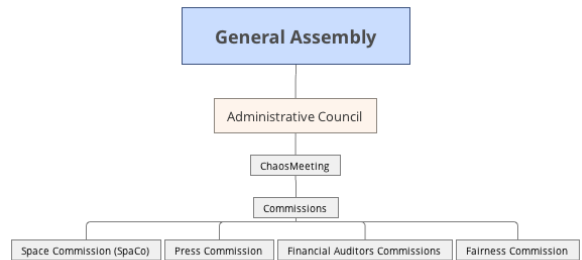 General Assembly
Administrative Council
ChaosMeeting
Commissions
Space Commission (SpaCo)
Press Commission
Financial Auditors Commissions
Fairness Commission